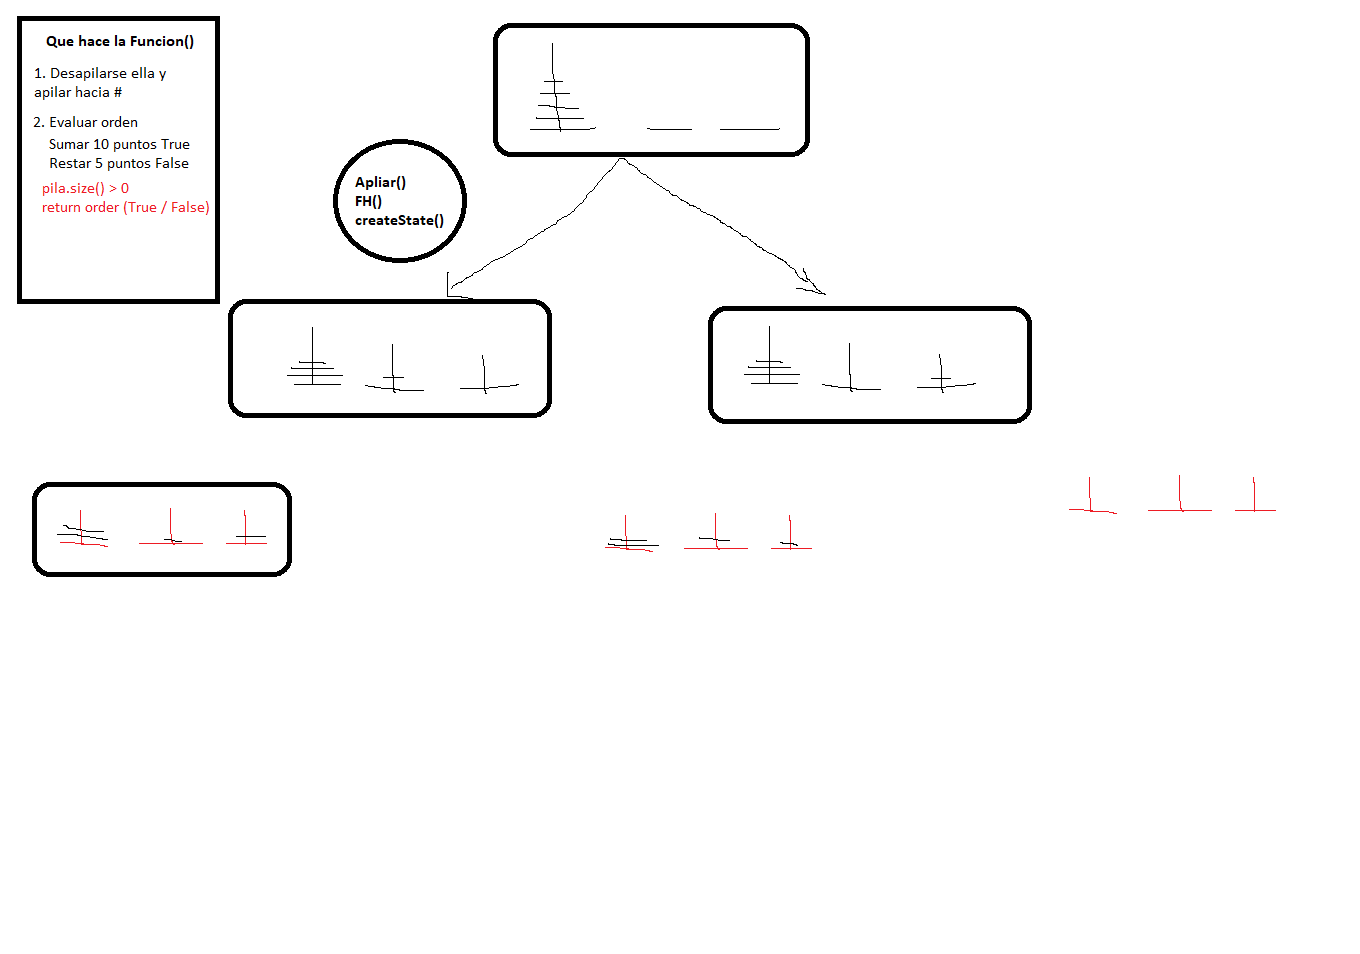 Que hace la Funcion()
1. Desapilarse ella y
apilar hacia #
2. Evaluar orden
Sumar 10 puntos True
Restar 5 puntos False
pila.size() > 0
return order (True / False)
Apliar()
FH()
createState()